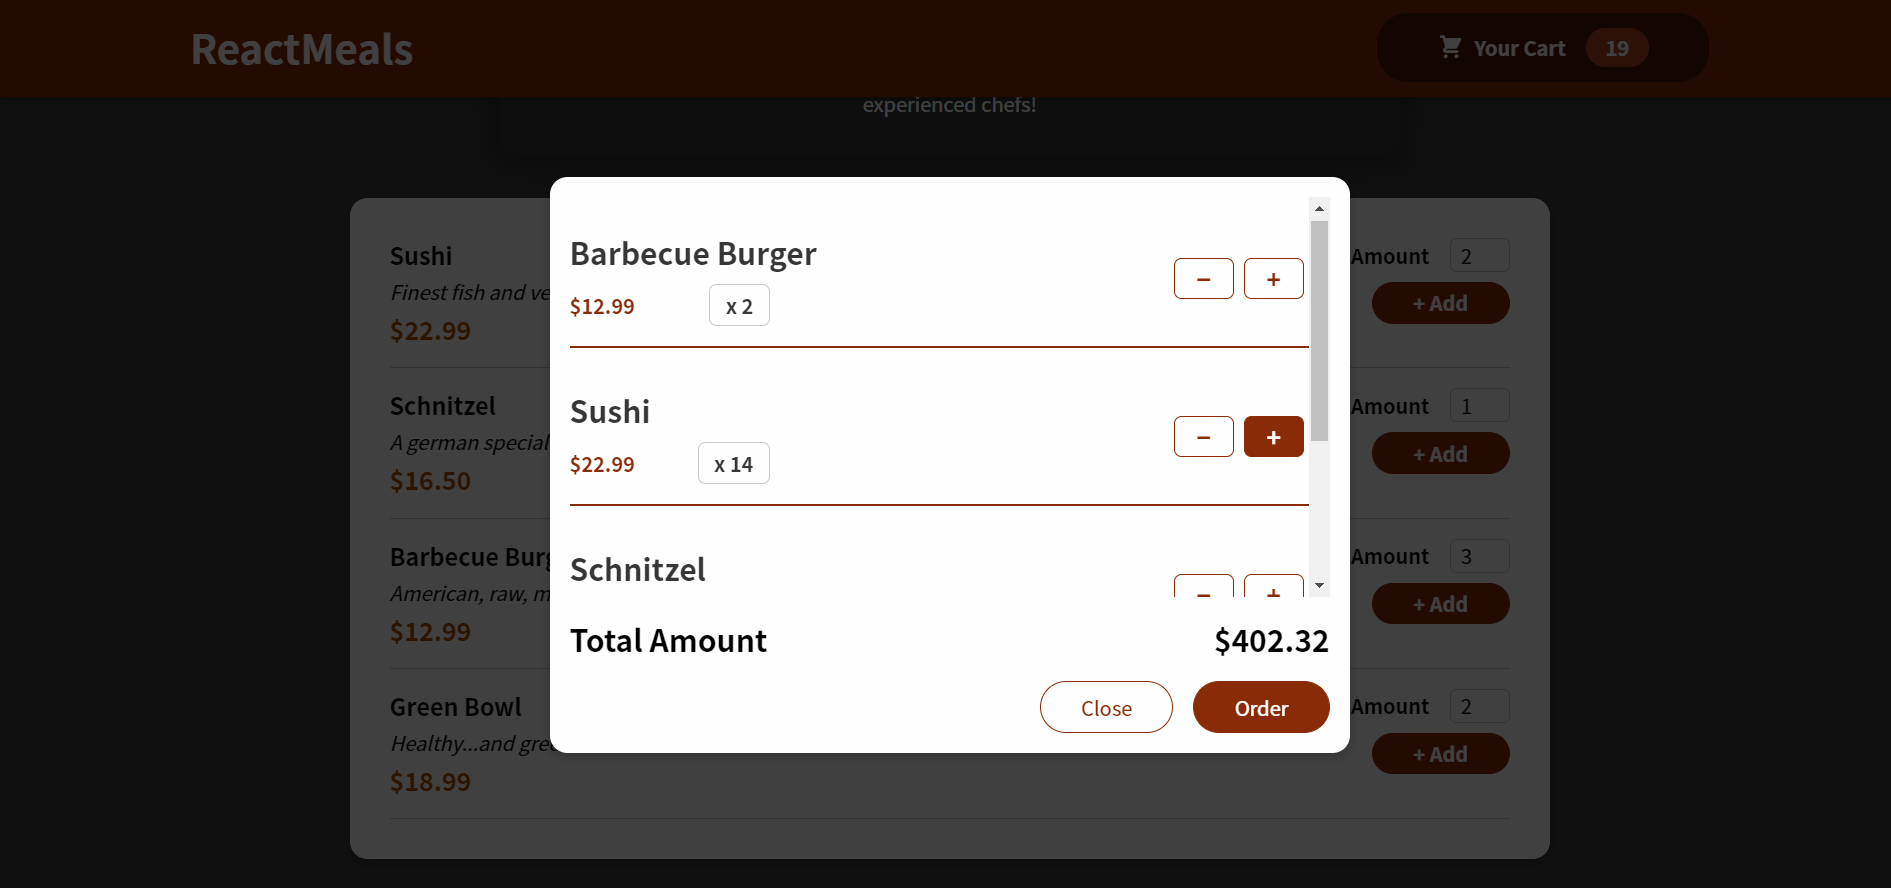 ReactMeals
Your Cart 19
experienced chefs!
Sushi
Finest fish and ve
$22.99
Amount 2
+ Add
Schnitzel
A german special
$16.50
Amount 1
+ Add
Barbecue Burg
American, raw, m
$12.99
Amount 3
+ Add
Green Bowl
Healthy...and gree
$18.99
Amount 2
+ Add
Barbecue Burger
$12.99 x 2
− +
Sushi
$22.99 x 14
− +
Schnitzel
− +
Total Amount $402.32
Close Order